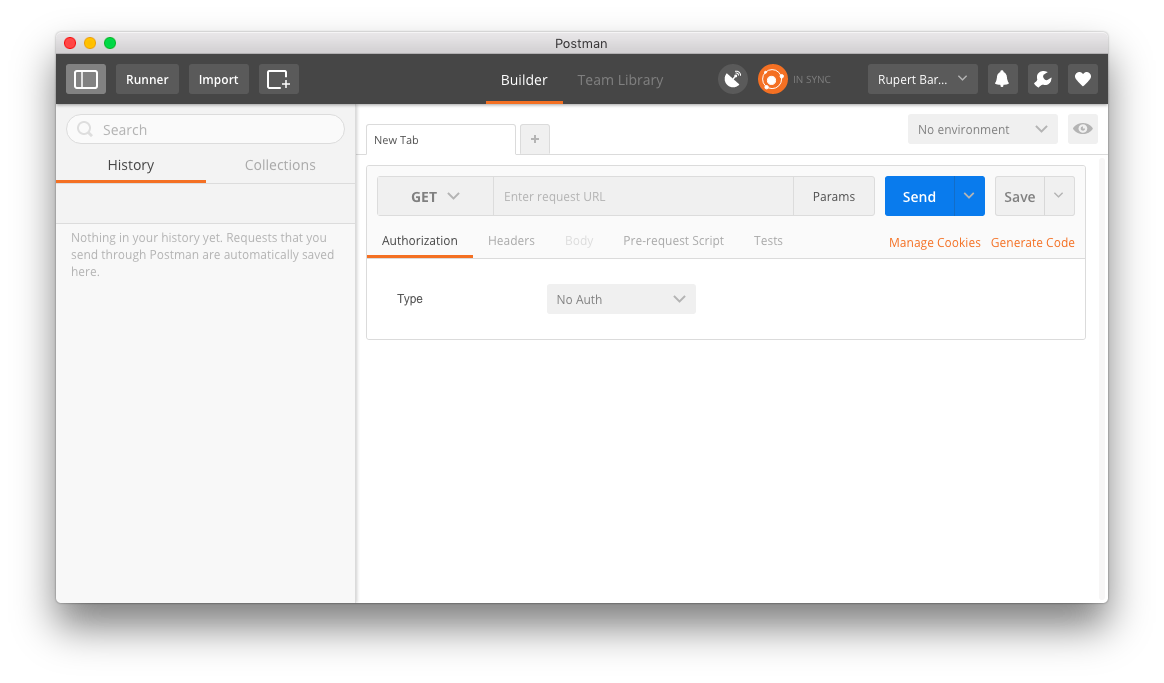 Postman
Runner
Import
Builder
Team Library
IN SYNC
Rupert Bar...
Search
History
Collections
Nothing in your history yet. Requests that you
send through Postman are automatically saved
here.
New Tab
No environment
GET
Enter request URL
Params
Send
Save
Authorization
Headers
Body
Pre-request Script
Tests
Manage Cookies
Generate Code
Type
No Auth